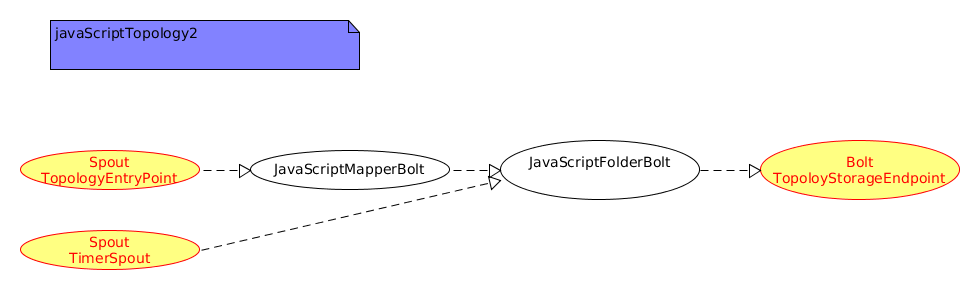 javaScriptTopology2
Spout
TopologyEntryPoint
JavaScriptMapperBolt
JavaScriptFolderBolt
Bolt
TopoloyStorageEndpoint
Spout
TimerSpout